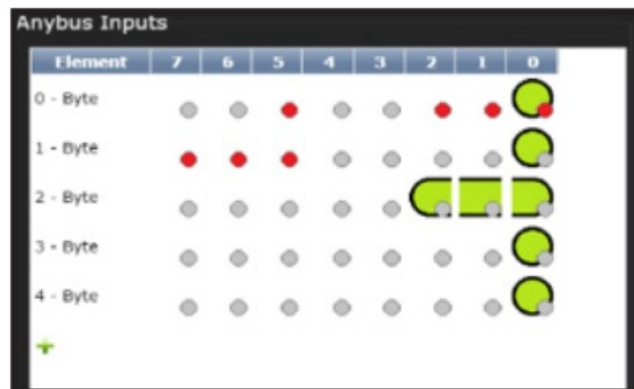 Anybus Inputs
Element 7 6 5 4 3 2 1 0
0 - Byte
1 - Byte
2 - Byte
3 - Byte
4 - Byte